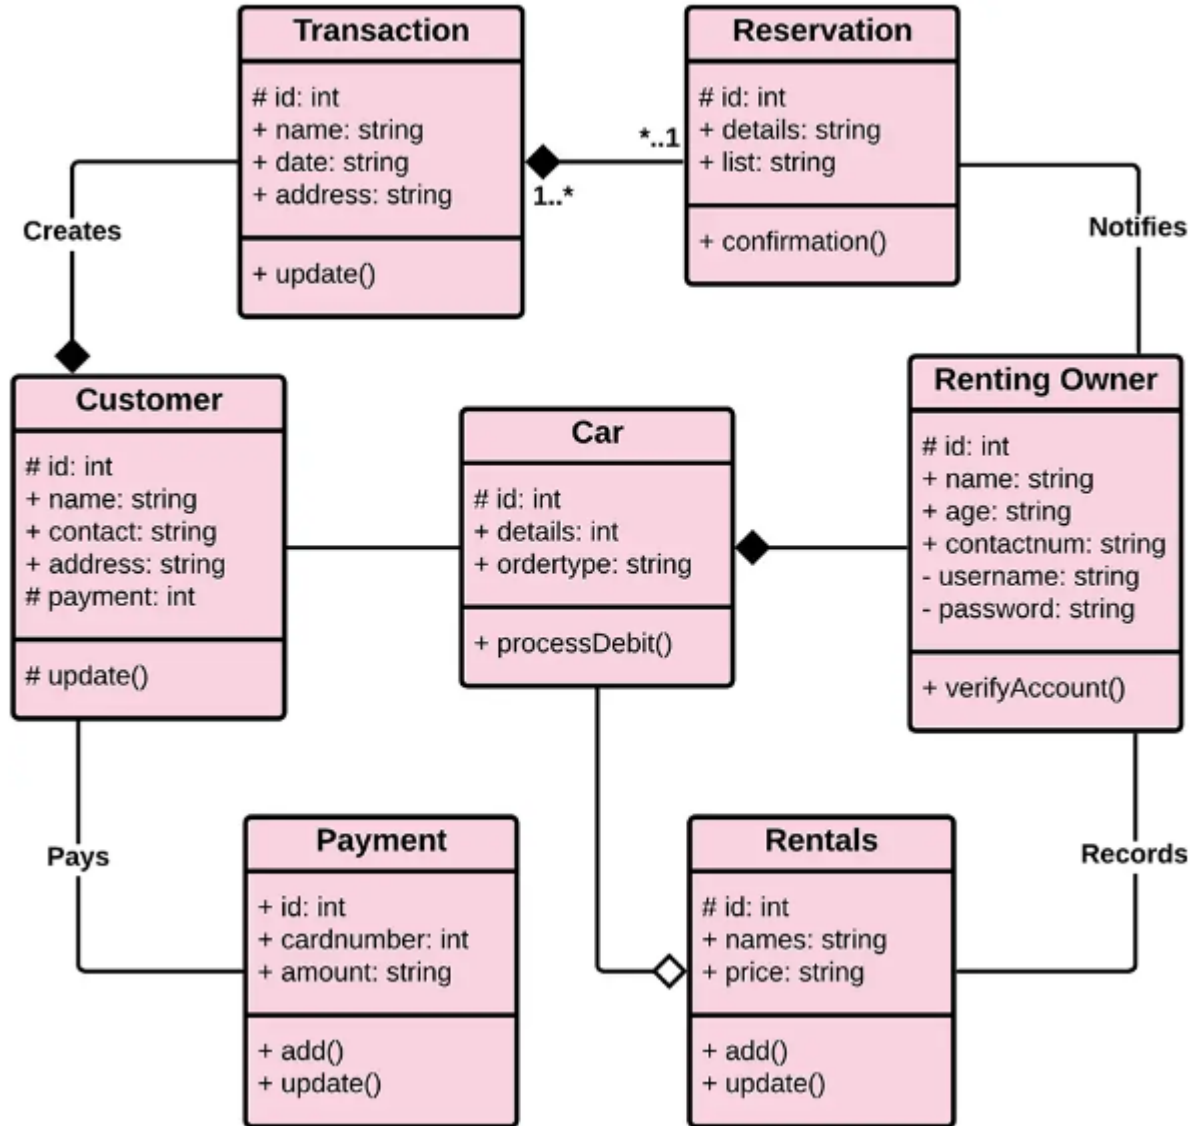 Transaction
# id: int
+ name: string
+ date: string
+ address: string
+ update()
*..1
1..*
Reservation
# id: int
+ details: string
+ list: string
+ confirmation()
Creates
Notifies
Customer
# id: int
+ name: string
+ contact: string
+ address: string
# payment: int
# update()
Car
# id: int
+ details: int
+ ordertype: string
+ processDebit()
Renting Owner
# id: int
+ name: string
+ age: string
+ contactnum: string
- username: string
- password: string
+ verifyAccount()
Pays
Payment
+ id: int
+ cardnumber: int
+ amount: string
+ add()
+ update()
Rentals
# id: int
+ names: string
+ price: string
+ add()
+ update()
Records